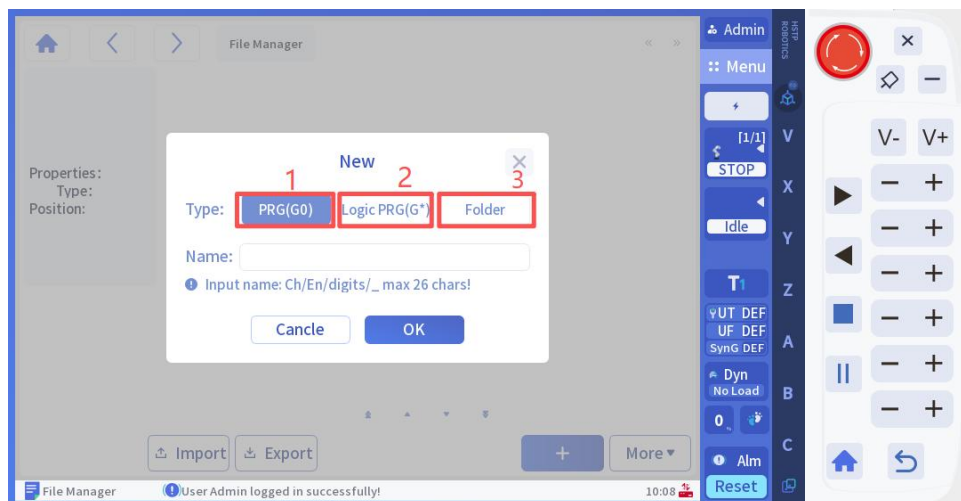 File Manager
« »
Admin
HSTP ROBOTICS
Menu
[1/1]
STOP
Idle
T1
UT DEF
UF DEF
SynG DEF
Dyn
No Load
0
Alm
Reset
V
X
Y
Z
A
B
C
V- V+
− +
− +
− +
− +
− +
− +
Properties:
Type:
Position:
New
1 2 3
Type: PRG(G0) Logic PRG(G*) Folder
Name:
Input name: Ch/En/digits/_ max 26 chars!
Cancle OK
Import Export + More▼
File Manager User Admin logged in successfully! 10:08